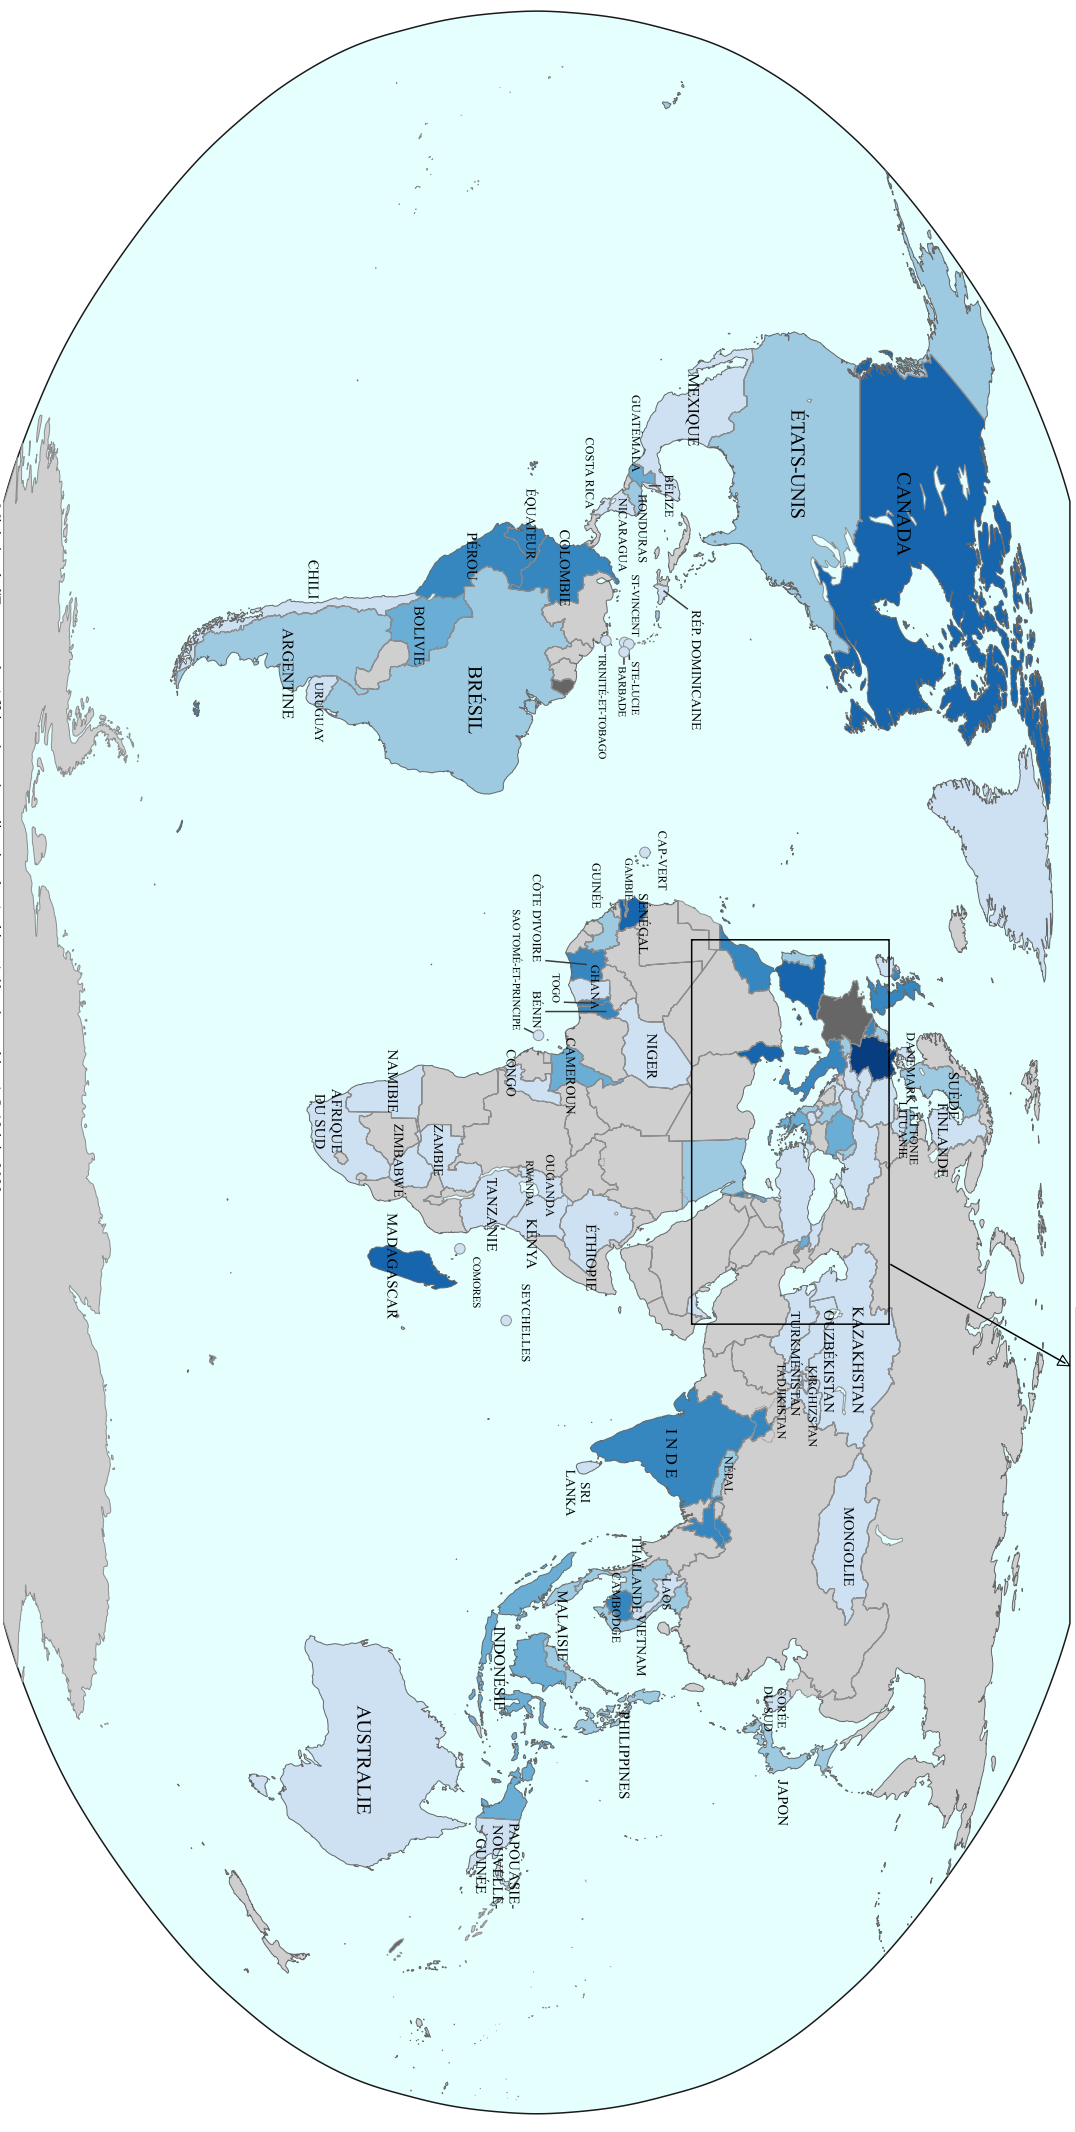 CANADA
ÉTATS-UNIS
MEXIQUE
GUATÉMALA
BÉLIZE
HONDURAS
NICARAGUA
COSTA RICA
RÉP. DOMINICAINE
ST-VINCENT
STE-LUCIE
BARBADE
TRINITÉ-ET-TOBAGO
COLOMBIE
ÉQUATEUR
PÉROU
BRÉSIL
BOLIVIE
CHILI
ARGENTINE
URUGUAY
SUÈDE
FINLANDE
DANEMARK
LETTONIE
LITUANIE
CAP-VERT
SÉNÉGAL
GAMBIE
GUINÉE
CÔTE D'IVOIRE
GHANA
TOGO
BÉNIN
SAO TOMÉ-ET-PRINCIPE
NIGER
CAMEROUN
CONGO
OUGANDA
RWANDA
KENYA
ÉTHIOPIE
TANZANIE
ZAMBIE
ZIMBABWE
NAMIBIE
AFRIQUE
DU SUD
MADAGASCAR
COMORES
SEYCHELLES
KAZAKHSTAN
OUZBÉKISTAN
TURKMÉNISTAN
KIRGHIZSTAN
TADJIKISTAN
MONGOLIE
INDE
NÉPAL
SRI
LANKA
THAÏLANDE
LAOS
CAMBODGE
VIETNAM
MALAISIE
INDONÉSIE
PHILIPPINES
CORÉE
DU SUD
JAPON
PAPOUASIE-
NOUVELLE-
GUINÉE
AUSTRALIE